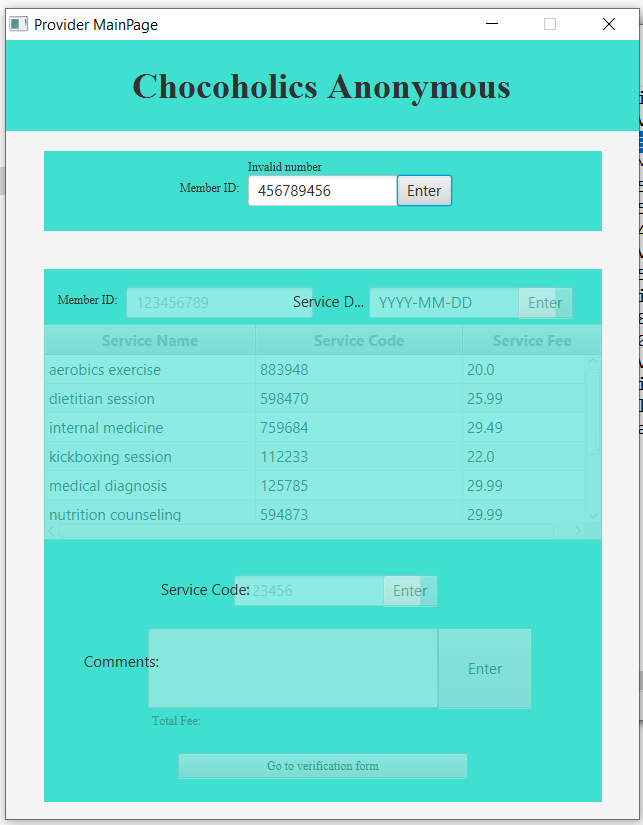 Provider MainPage
Chocoholics Anonymous
Invalid number
Member ID: 456789456 Enter
Member ID: 123456789 Service D... YYYY-MM-DD Enter
Service Name Service Code Service Fee
aerobics exercise 883948 20.0
dietitian session 598470 25.99
internal medicine 759684 29.49
kickboxing session 112233 22.0
medical diagnosis 125785 29.99
nutrition counseling 594873 29.99
Service Code: 23456 Enter
Comments: Enter
Total Fee:
Go to verification form